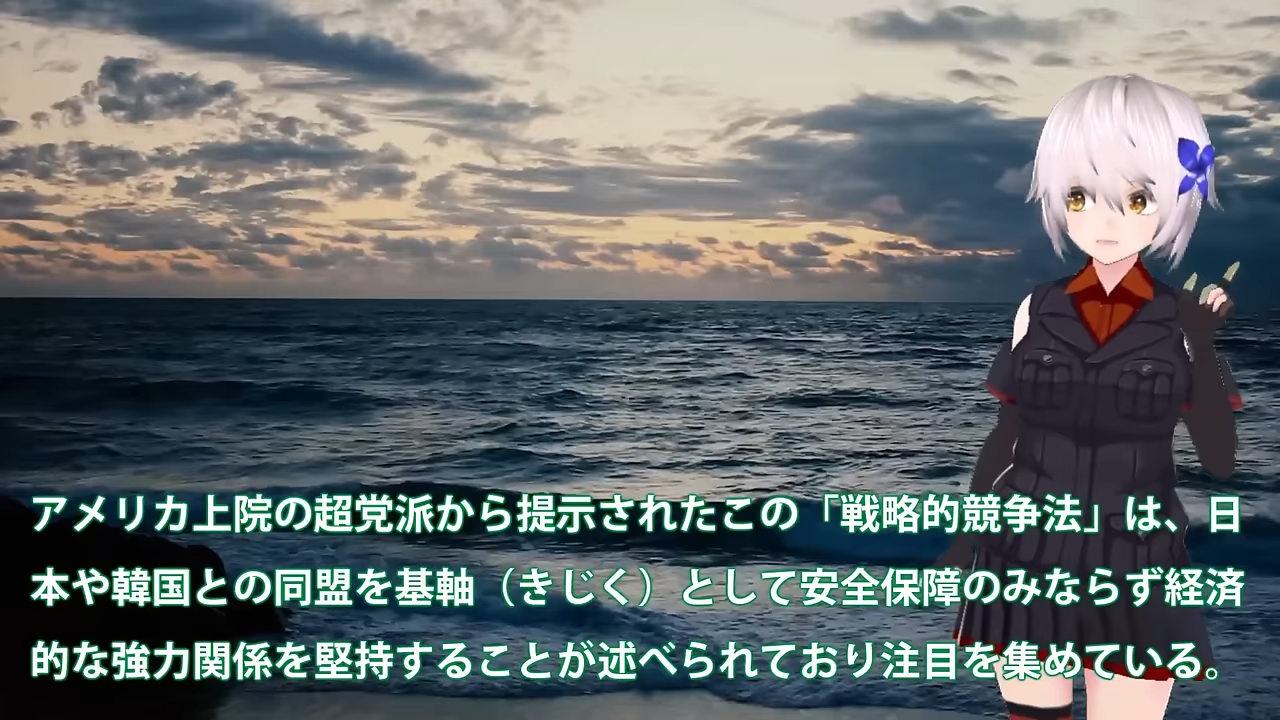 アメリカ上院の超党派から提示されたこの「戦略的競争法」は、日
本や韓国との同盟を基軸（きじく）として安全保障のみならず経済
的な強力関係を堅持することが述べられており注目を集めている。